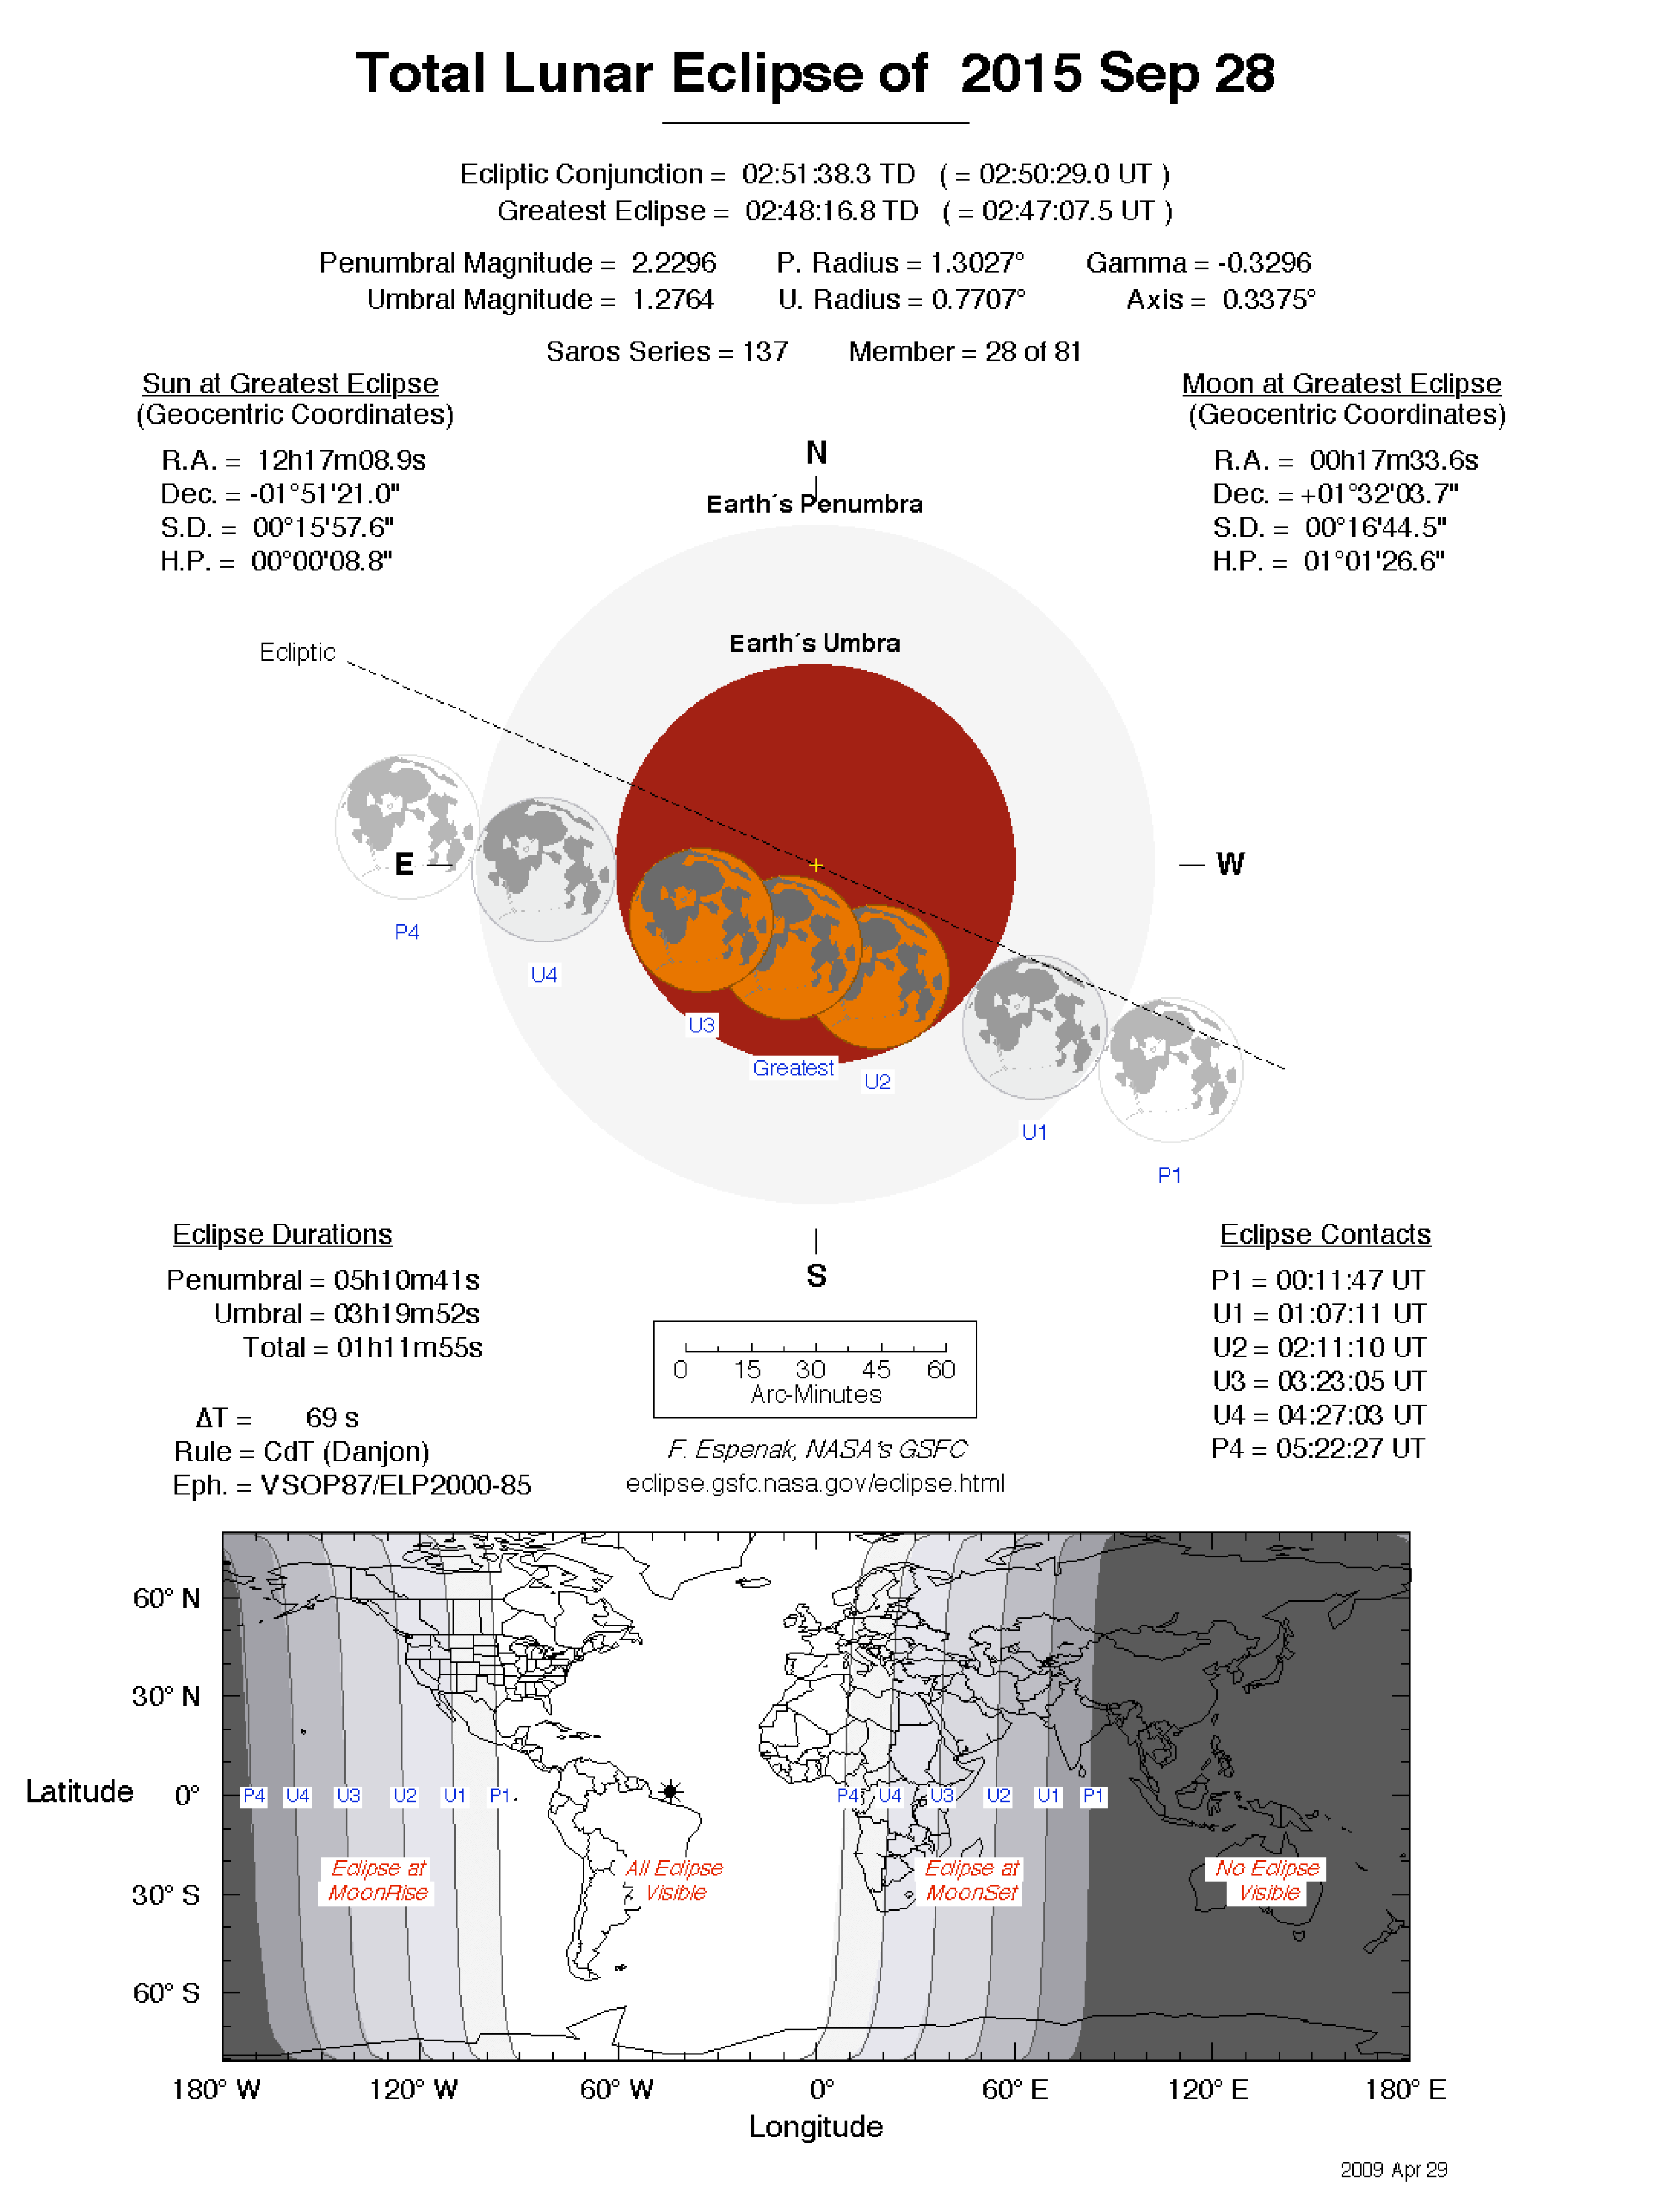 Total Lunar Eclipse of 2015 Sep 28
Ecliptic Conjunction = 02:51:38.3 TD ( = 02:50:29.0 UT )
Greatest Eclipse = 02:48:16.8 TD ( = 02:47:07.5 UT )
Penumbral Magnitude = 2.2296 P. Radius = 1.3027° Gamma = -0.3296
Umbral Magnitude = 1.2764 U. Radius = 0.7707° Axis = 0.3375°
Saros Series = 137 Member = 28 of 81
Sun at Greatest Eclipse
(Geocentric Coordinates)
R.A. = 12h17m08.9s
Dec. = -01°51'21.0"
S.D. = 00°15'57.6"
H.P. = 00°00'08.8"
Moon at Greatest Eclipse
(Geocentric Coordinates)
R.A. = 00h17m33.6s
Dec. = +01°32'03.7"
S.D. = 00°16'44.5"
H.P. = 01°01'26.6"
N
Earth´s Penumbra
Earth´s Umbra
Ecliptic
E
W
P4
U4
U3
Greatest
U2
U1
P1
S
Eclipse Durations
Penumbral = 05h10m41s
Umbral = 03h19m52s
Total = 01h11m55s
ΔT = 69 s
Rule = CdT (Danjon)
Eph. = VSOP87/ELP2000-85
0 15 30 45 60
Arc-Minutes
F. Espenak, NASA's GSFC
eclipse.gsfc.nasa.gov/eclipse.html
Eclipse Contacts
P1 = 00:11:47 UT
U1 = 01:07:11 UT
U2 = 02:11:10 UT
U3 = 03:23:05 UT
U4 = 04:27:03 UT
P4 = 05:22:27 UT
60° N
30° N
Latitude 0°
30° S
60° S
P4 U4 U3 U2 U1 P1 P4 U4 U3 U2 U1 P1
Eclipse at
MoonRise
All Eclipse
Visible
Eclipse at
MoonSet
No Eclipse
Visible
180° W 120° W 60° W 0° 60° E 120° E 180° E
Longitude
2009 Apr 29